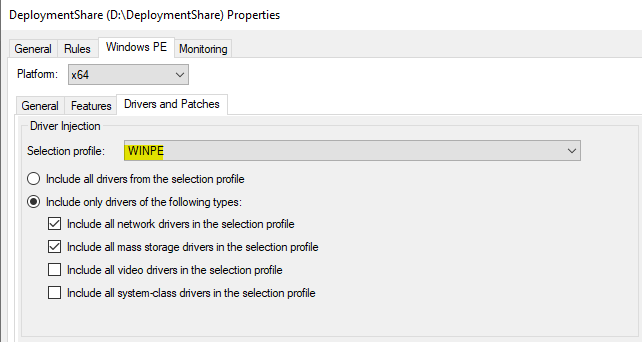 DeploymentShare (D:\DeploymentShare) Properties
General Rules Windows PE Monitoring
Platform: x64
General Features Drivers and Patches
Driver Injection
Selection profile: WINPE
Include all drivers from the selection profile
Include only drivers of the following types:
Include all network drivers in the selection profile
Include all mass storage drivers in the selection profile
Include all video drivers in the selection profile
Include all system-class drivers in the selection profile